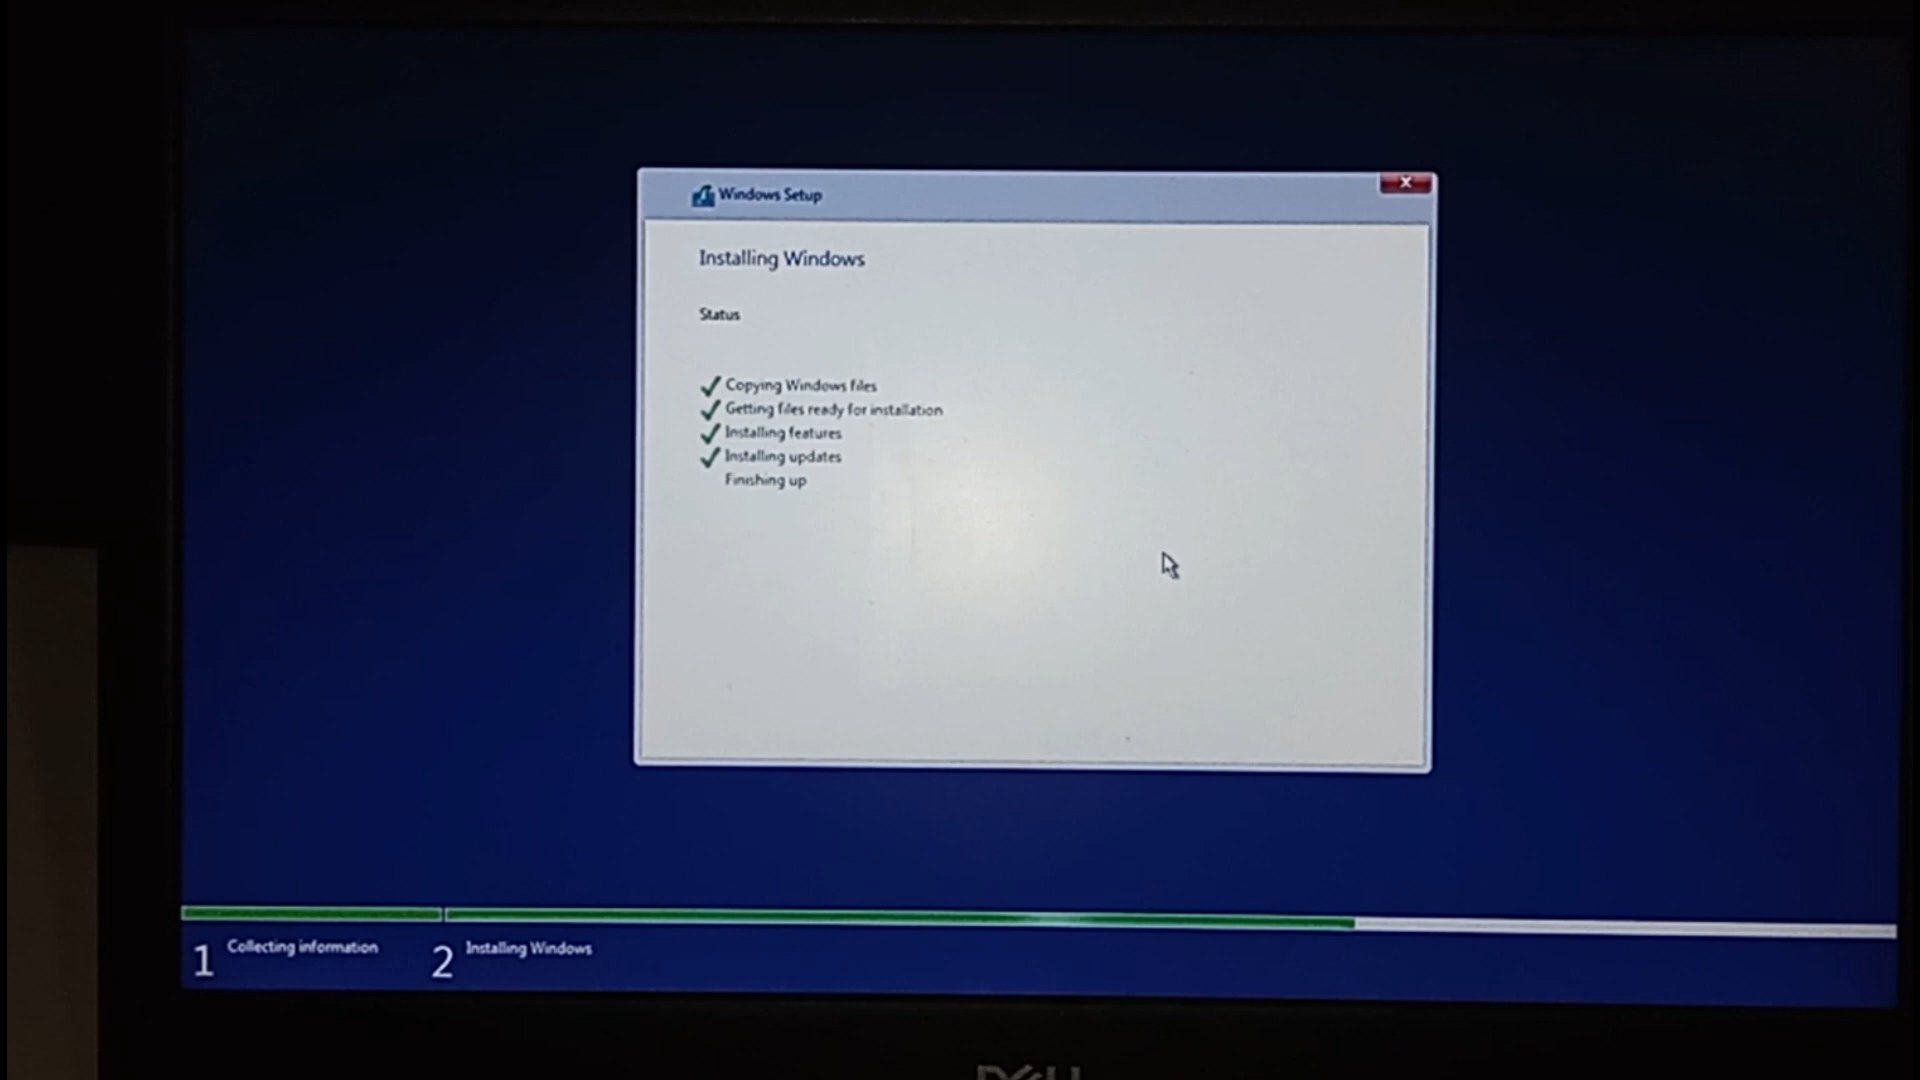 Windows Setup
Installing Windows
Status
Copying Windows files
Getting files ready for installation
Installing features
Installing updates
Finishing up
1 Collecting information
2 Installing Windows
DELL